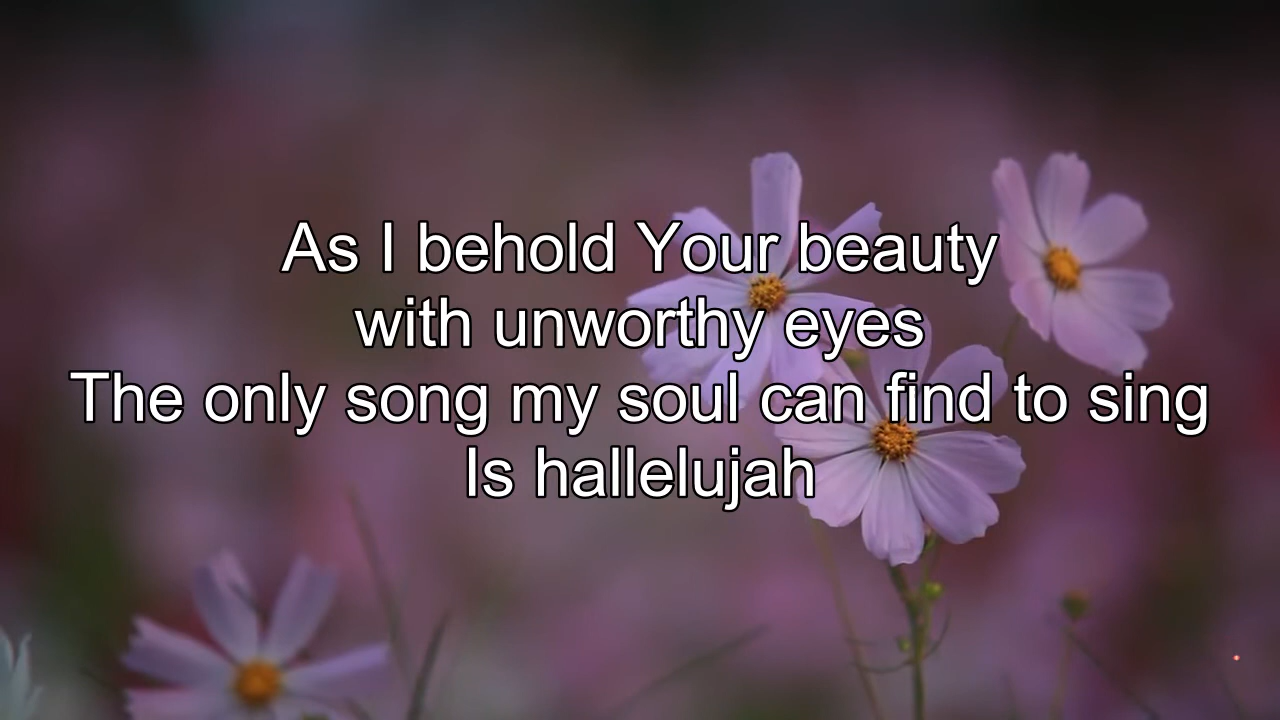 As I behold Your beauty
with unworthy eyes
The only song my soul can find to sing
Is hallelujah